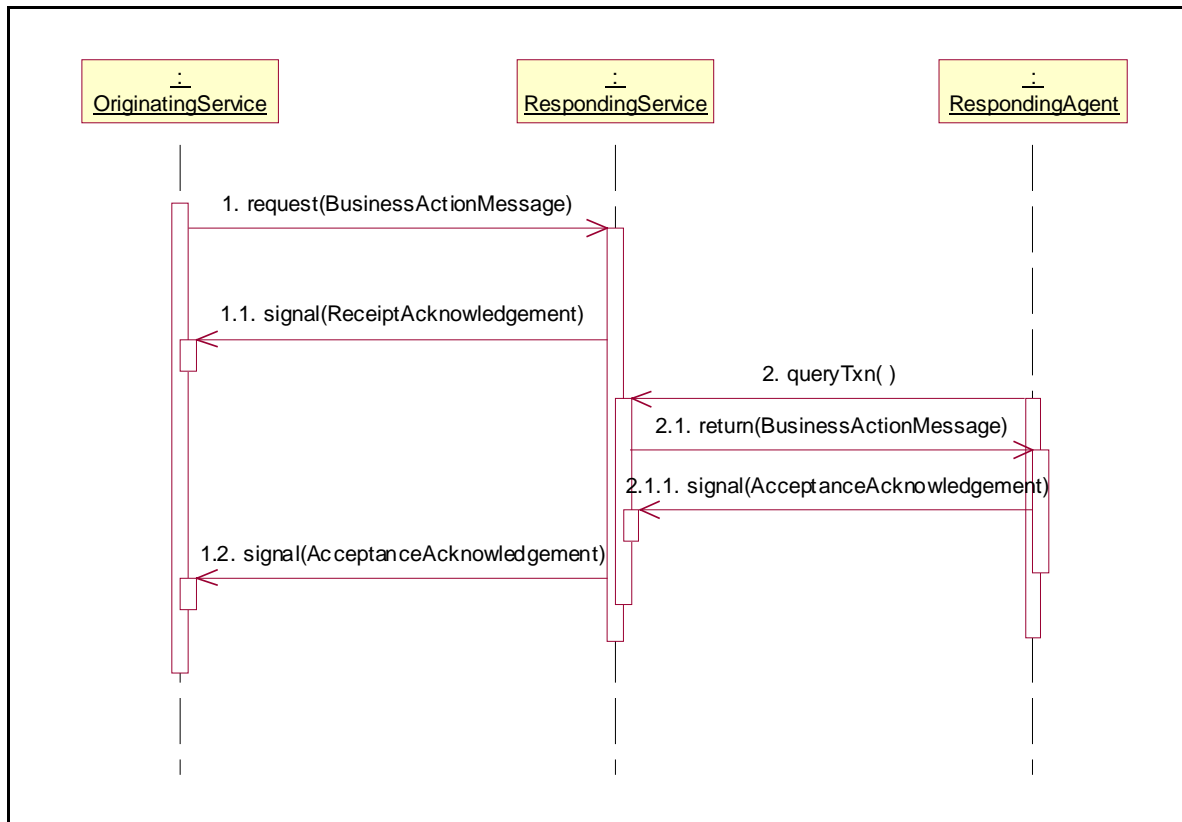 :
OriginatingService
:
RespondingService
:
RespondingAgent
1. request(BusinessActionMessage)
1.1. signal(ReceiptAcknowledgement)
2. queryTxn( )
2.1. return(BusinessActionMessage)
2.1.1. signal(AcceptanceAcknowledgement)
1.2. signal(AcceptanceAcknowledgement)